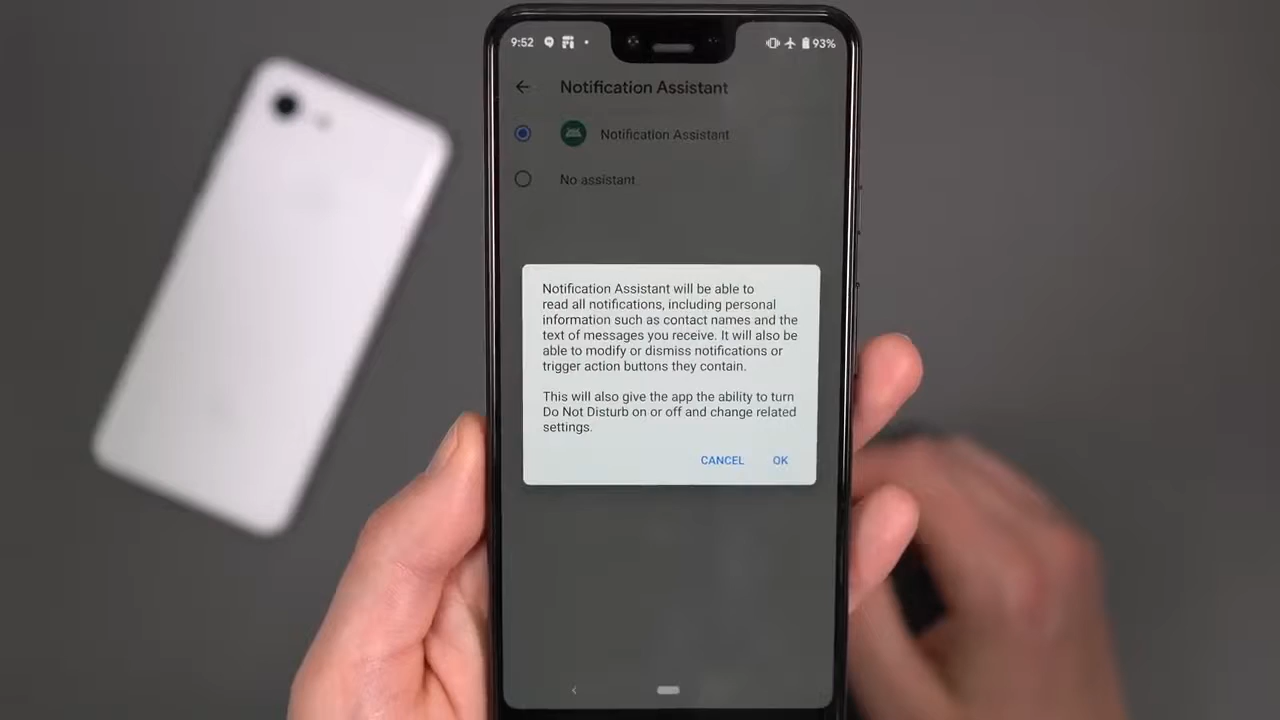 9:52 93%
Notification Assistant
Notification Assistant
No assistant
Notification Assistant will be able to
read all notifications, including personal
information such as contact names and the
text of messages you receive. It will also be
able to modify or dismiss notifications or
trigger action buttons they contain.
This will also give the app the ability to turn
Do Not Disturb on or off and change related
settings.
CANCEL OK